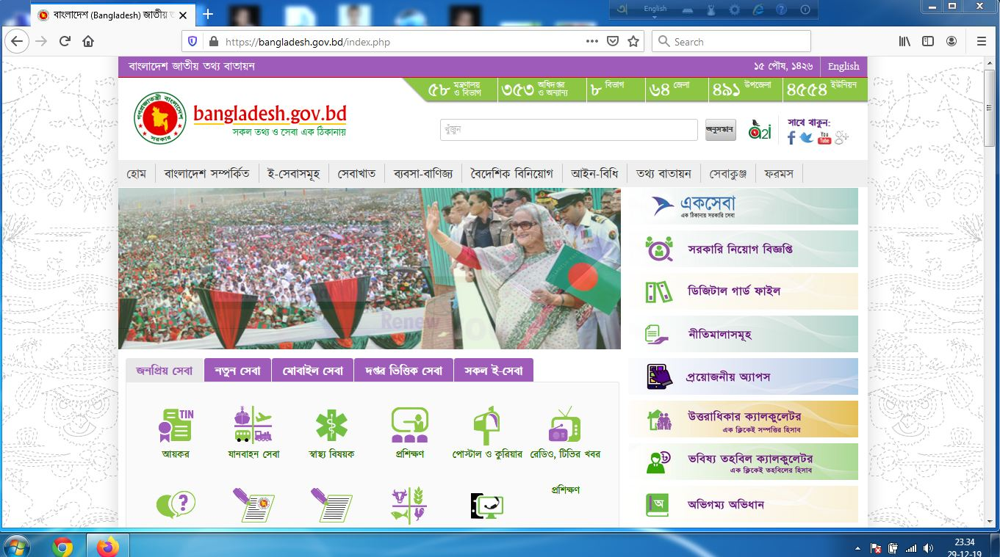 বাংলাদেশ (Bangladesh) জাতীয় ত
English
https://bangladesh.gov.bd/index.php
Search
বাংলাদেশ জাতীয় তথ্য বাতায়ন
১৫ পৌষ, ১৪২৬
English
৫৮ মন্ত্রণালয় ও বিভাগ
৩৫৩ অধিদপ্তর ও অন্যান্য
৮ বিভাগ
৬৪ জেলা
৪৯১ উপজেলা
৪৫৫৪ ইউনিয়ন
গণপ্রজাতন্ত্রী বাংলাদেশ
সরকার
bangladesh.gov.bd
সকল তথ্য ও সেবা এক ঠিকানায়
খুঁজুন
অনুসন্ধান
a2i
সাথে থাকুন:
You Tube
হোম
বাংলাদেশ সম্পর্কিত
ই-সেবাসমূহ
সেবাখাত
ব্যবসা-বাণিজ্য
বৈদেশিক বিনিয়োগ
আইন-বিধি
তথ্য বাতায়ন
সেবাকুঞ্জ
ফরমস
Renew
একসেবা
এক ঠিকানায় সরকারি সেবা
সরকারি নিয়োগ বিজ্ঞপ্তি
ডিজিটাল গার্ড ফাইল
নীতিমালাসমূহ
প্রয়োজনীয় অ্যাপস
উত্তরাধিকার ক্যালকুলেটর
এক ক্লিকেই সম্পত্তির হিসাব
ভবিষ্য তহবিল ক্যালকুলেটর
এক ক্লিকেই তহবিলের হিসাব
অভিগম্য অভিধান
জনপ্রিয় সেবা
নতুন সেবা
মোবাইল সেবা
দপ্তর ভিত্তিক সেবা
সকল ই-সেবা
TIN
আয়কর
যানবাহন সেবা
স্বাস্থ্য বিষয়ক
প্রশিক্ষণ
পোস্টাল ও কুরিয়ার
রেডিও, টিভির খবর
প্রশিক্ষণ
23.34
29-12-19